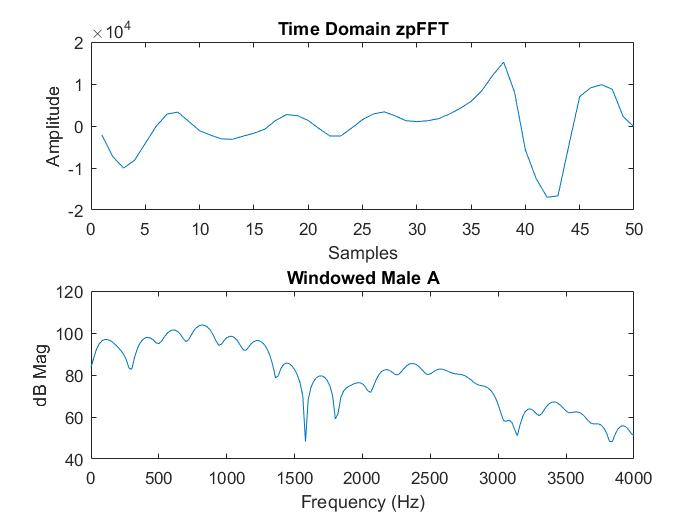 Time Domain zpFFT
×10⁴
2
1
0
-1
-2
Amplitude
0 5 10 15 20 25 30 35 40 45 50
Samples
Windowed Male A
120
100
80
60
40
dB Mag
0 500 1000 1500 2000 2500 3000 3500 4000
Frequency (Hz)